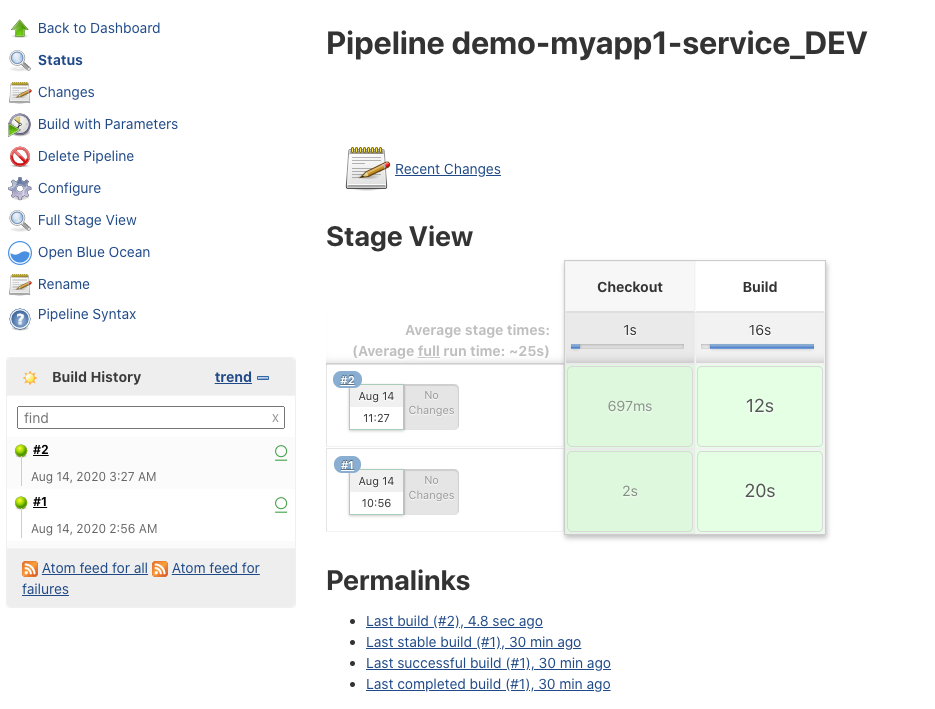 Back to Dashboard
Status
Changes
Build with Parameters
Delete Pipeline
Configure
Full Stage View
Open Blue Ocean
Rename
Pipeline Syntax
Build History
trend
find
x
#2
Aug 14, 2020 3:27 AM
#1
Aug 14, 2020 2:56 AM
Atom feed for all Atom feed for
failures
Pipeline demo-myapp1-service_DEV
Recent Changes
Stage View
Checkout Build
Average stage times:
(Average full run time: ~25s)
1s 16s
#2
Aug 14
11:27
No
Changes
697ms 12s
#1
Aug 14
10:56
No
Changes
2s 20s
Permalinks
Last build (#2), 4.8 sec ago
Last stable build (#1), 30 min ago
Last successful build (#1), 30 min ago
Last completed build (#1), 30 min ago